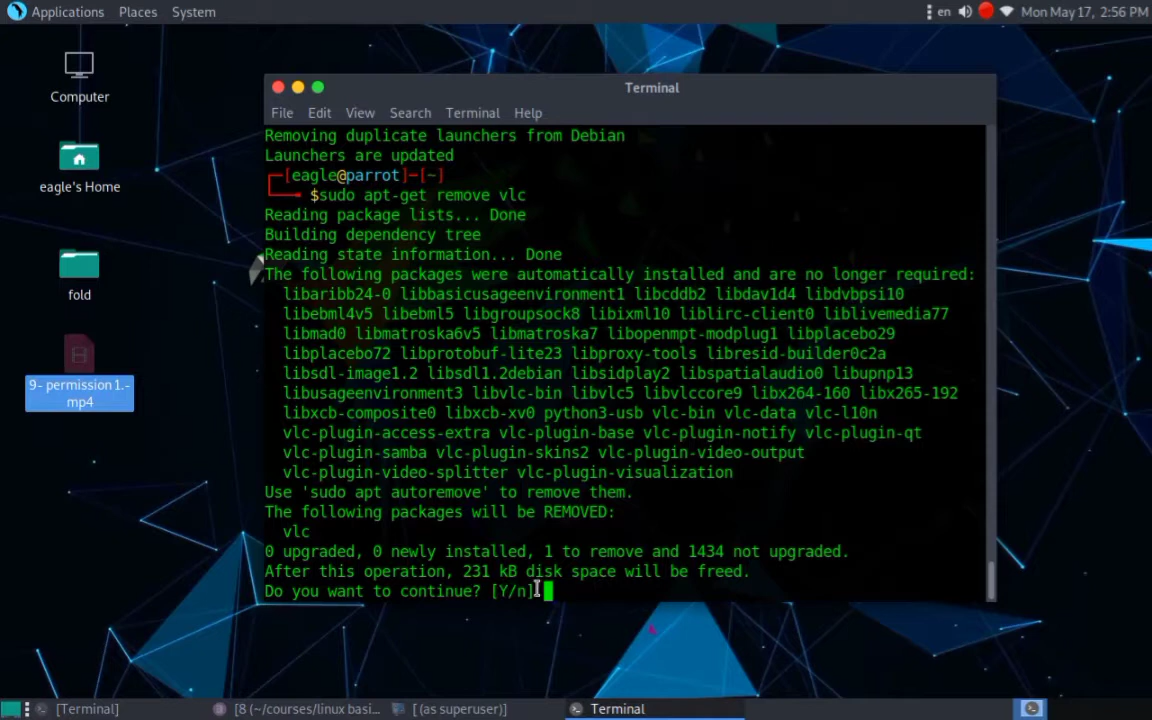 Applications Places System
en Mon May 17, 2:56 PM
Computer
eagle's Home
fold
9- permission 1.-
mp4
Terminal
File Edit View Search Terminal Help
Removing duplicate launchers from Debian
Launchers are updated
┌─[eagle@parrot]─[~]
└──╼ $sudo apt-get remove vlc
Reading package lists... Done
Building dependency tree
Reading state information... Done
The following packages were automatically installed and are no longer required:
libaribb24-0 libbasicusageenvironment1 libcddb2 libdav1d4 libdvbpsi10
libebml4v5 libebml5 libgroupsock8 libixml10 liblirc-client0 liblivemedia77
libmad0 libmatroska6v5 libmatroska7 libopenmpt-modplug1 libplacebo29
libplacebo72 libprotobuf-lite23 libproxy-tools libresid-builder0c2a
libsdl-image1.2 libsdl1.2debian libsidplay2 libspatialaudio0 libupnp13
libusageenvironment3 libvlc-bin libvlc5 libvlccore9 libx264-160 libx265-192
libxcb-composite0 libxcb-xv0 python3-usb vlc-bin vlc-data vlc-l10n
vlc-plugin-access-extra vlc-plugin-base vlc-plugin-notify vlc-plugin-qt
vlc-plugin-samba vlc-plugin-skins2 vlc-plugin-video-output
vlc-plugin-video-splitter vlc-plugin-visualization
Use 'sudo apt autoremove' to remove them.
The following packages will be REMOVED:
vlc
0 upgraded, 0 newly installed, 1 to remove and 1434 not upgraded.
After this operation, 231 kB disk space will be freed.
Do you want to continue? [Y/n]
[Terminal] [8 (~/courses/linux basi... [ (as superuser)] Terminal